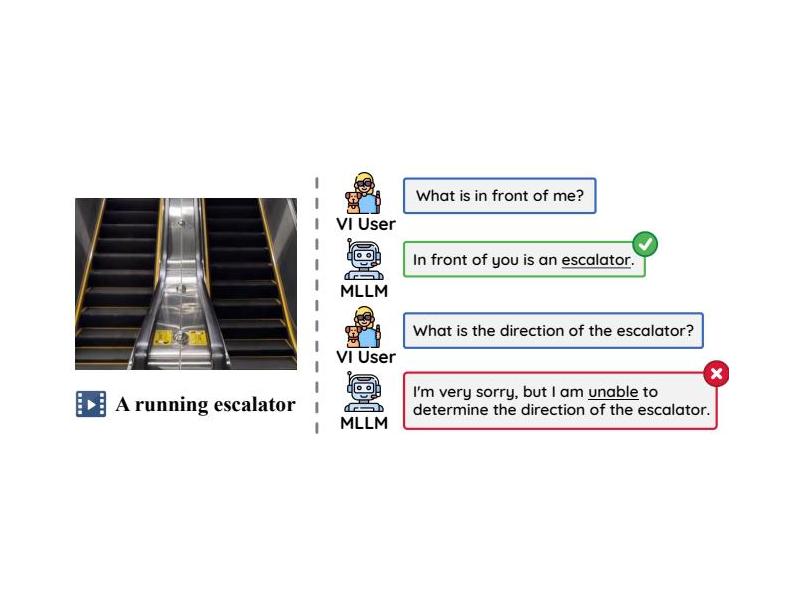 What is in front of me?
VI User
In front of you is an escalator.
MLLM
What is the direction of the escalator?
VI User
I'm very sorry, but I am unable to
determine the direction of the escalator.
MLLM
A running escalator